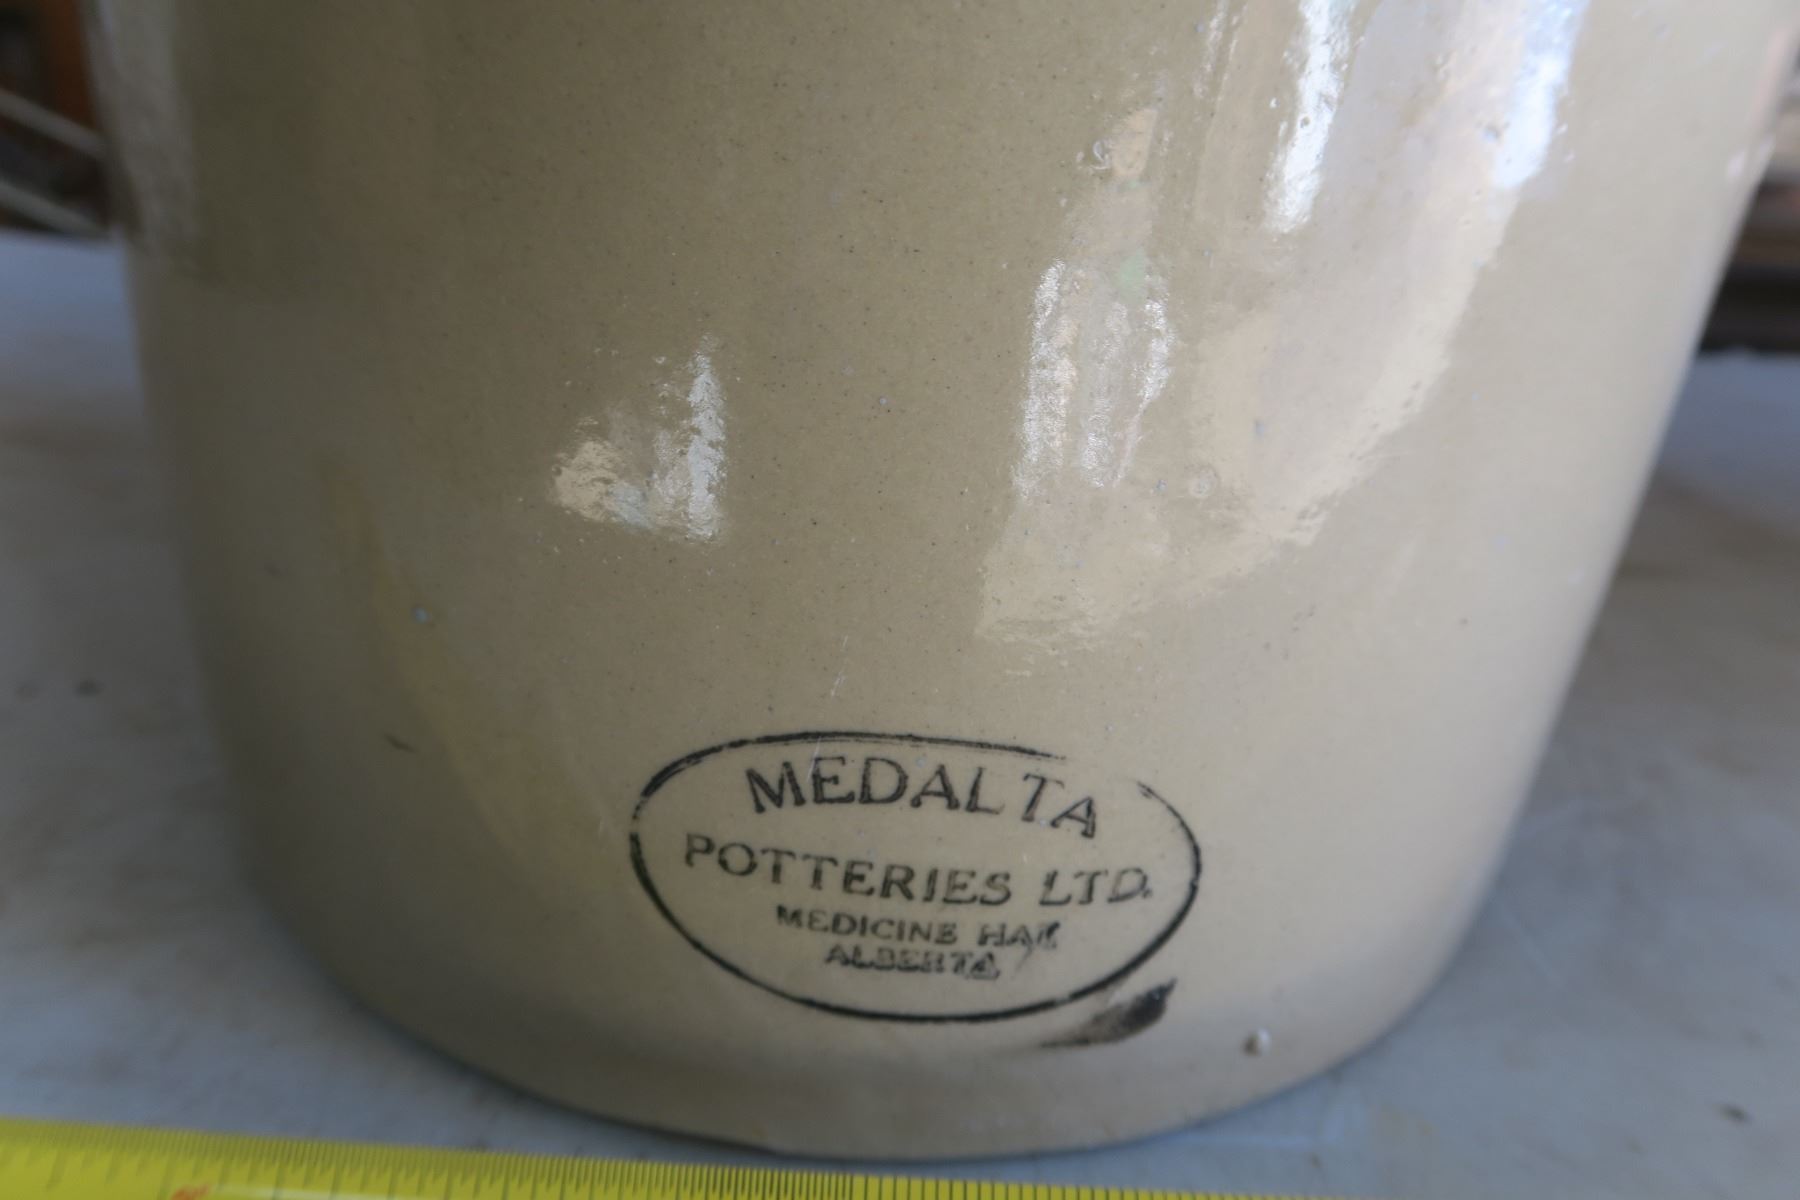 MEDALTA
POTTERIES LTD.
MEDICINE HAT
ALBERTA